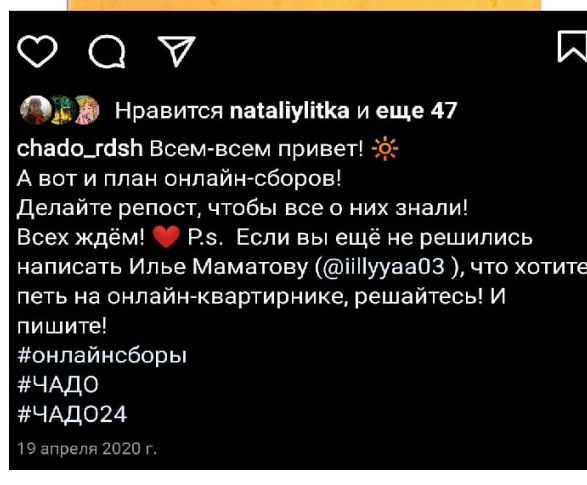 Нравится nataliylitka и еще 47
chado_rdsh Всем-всем привет! 🔆
А вот и план онлайн-сборов!
Делайте репост, чтобы все о них знали!
Всех ждём! ❤️ P.s. Если вы ещё не решились
написать Илье Маматову (@iillyyaa03 ), что хотите
петь на онлайн-квартирнике, решайтесь! И
пишите!
#онлайнсборы
#ЧАДО
#ЧАДО24
19 апреля 2020 г.